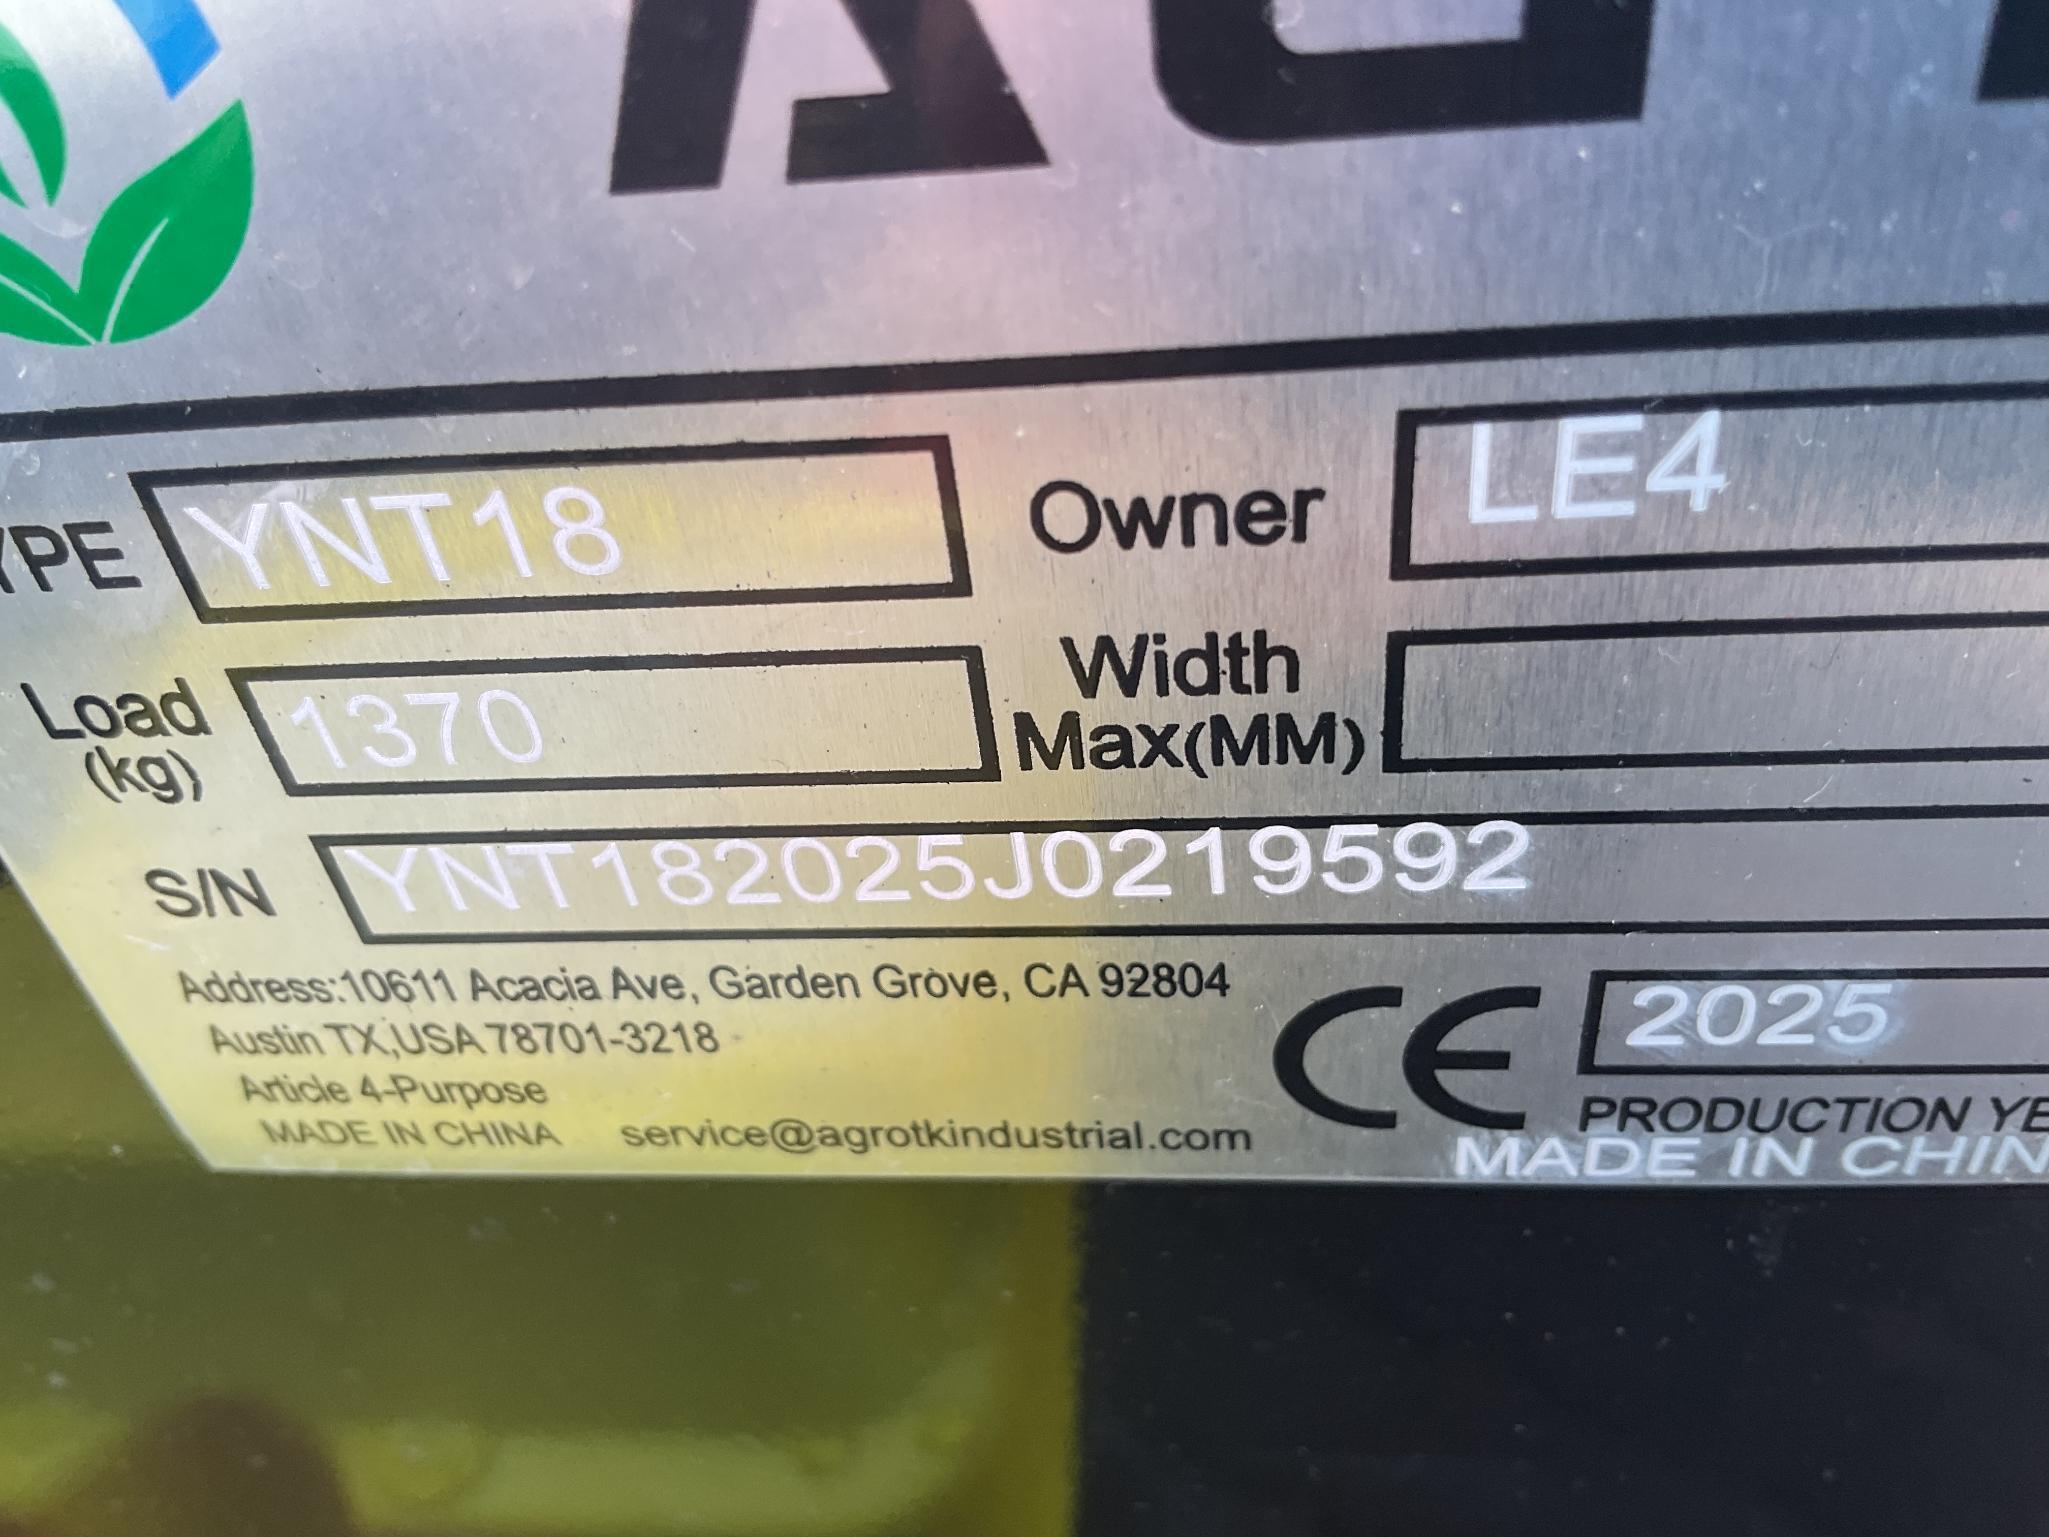 AGT
YPE YNT18 Owner LE4
Load (kg) 1370 Width Max(MM)
S/N YNT182025J0219592
Address:10611 Acacia Ave, Garden Grove, CA 92804
Austin TX,USA 78701-3218
Article 4-Purpose
MADE IN CHINA service@agrotkindustrial.com
CE 2025
PRODUCTION YE
MADE IN CHIN